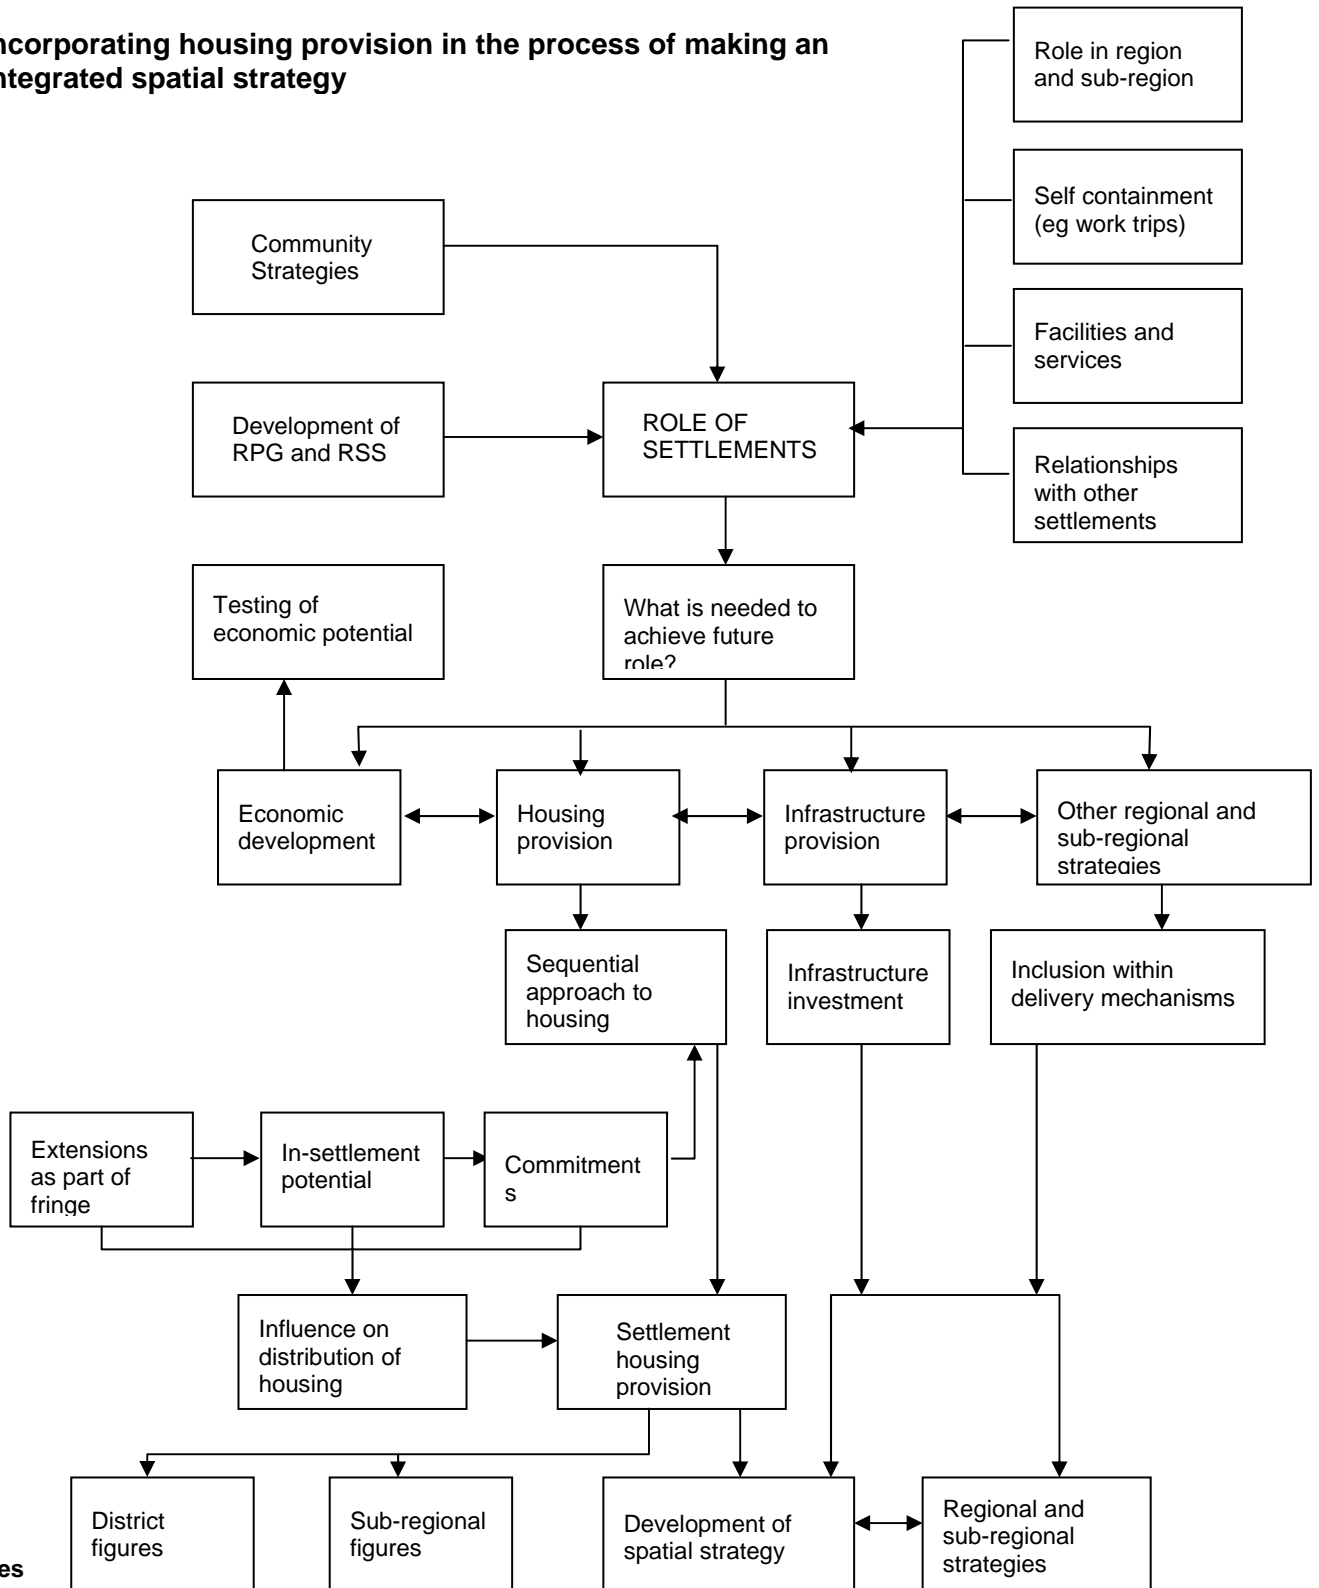 ncorporating housing provision in the process of making an
ntegrated spatial strategy
Role in region
and sub-region
Self containment
(eg work trips)
Community
Strategies
Facilities and
services
Development of
RPG and RSS
ROLE OF
SETTLEMENTS
Relationships
with other
settlements
Testing of
economic potential
What is needed to
achieve future
role?
Economic
development
Housing
provision
Infrastructure
provision
Other regional and
sub-regional
strategies
Sequential
approach to
housing
Infrastructure
investment
Inclusion within
delivery mechanisms
Extensions
as part of
fringe
In-settlement
potential
Commitment
s
Influence on
distribution of
housing
Settlement
housing
provision
District
figures
Sub-regional
figures
Development of
spatial strategy
Regional and
sub-regional
strategies
es